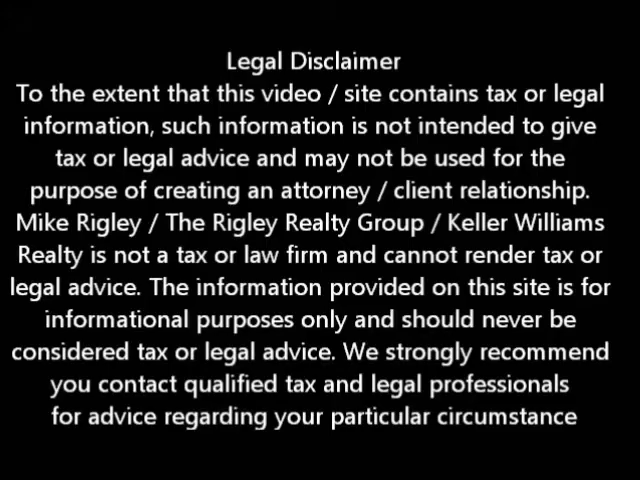 Legal Disclaimer
To the extent that this video / site contains tax or legal
information, such information is not intended to give
tax or legal advice and may not be used for the
purpose of creating an attorney / client relationship.
Mike Rigley / The Rigley Realty Group / Keller Williams
Realty is not a tax or law firm and cannot render tax or
legal advice. The information provided on this site is for
informational purposes only and should never be
considered tax or legal advice. We strongly recommend
you contact qualified tax and legal professionals
for advice regarding your particular circumstance